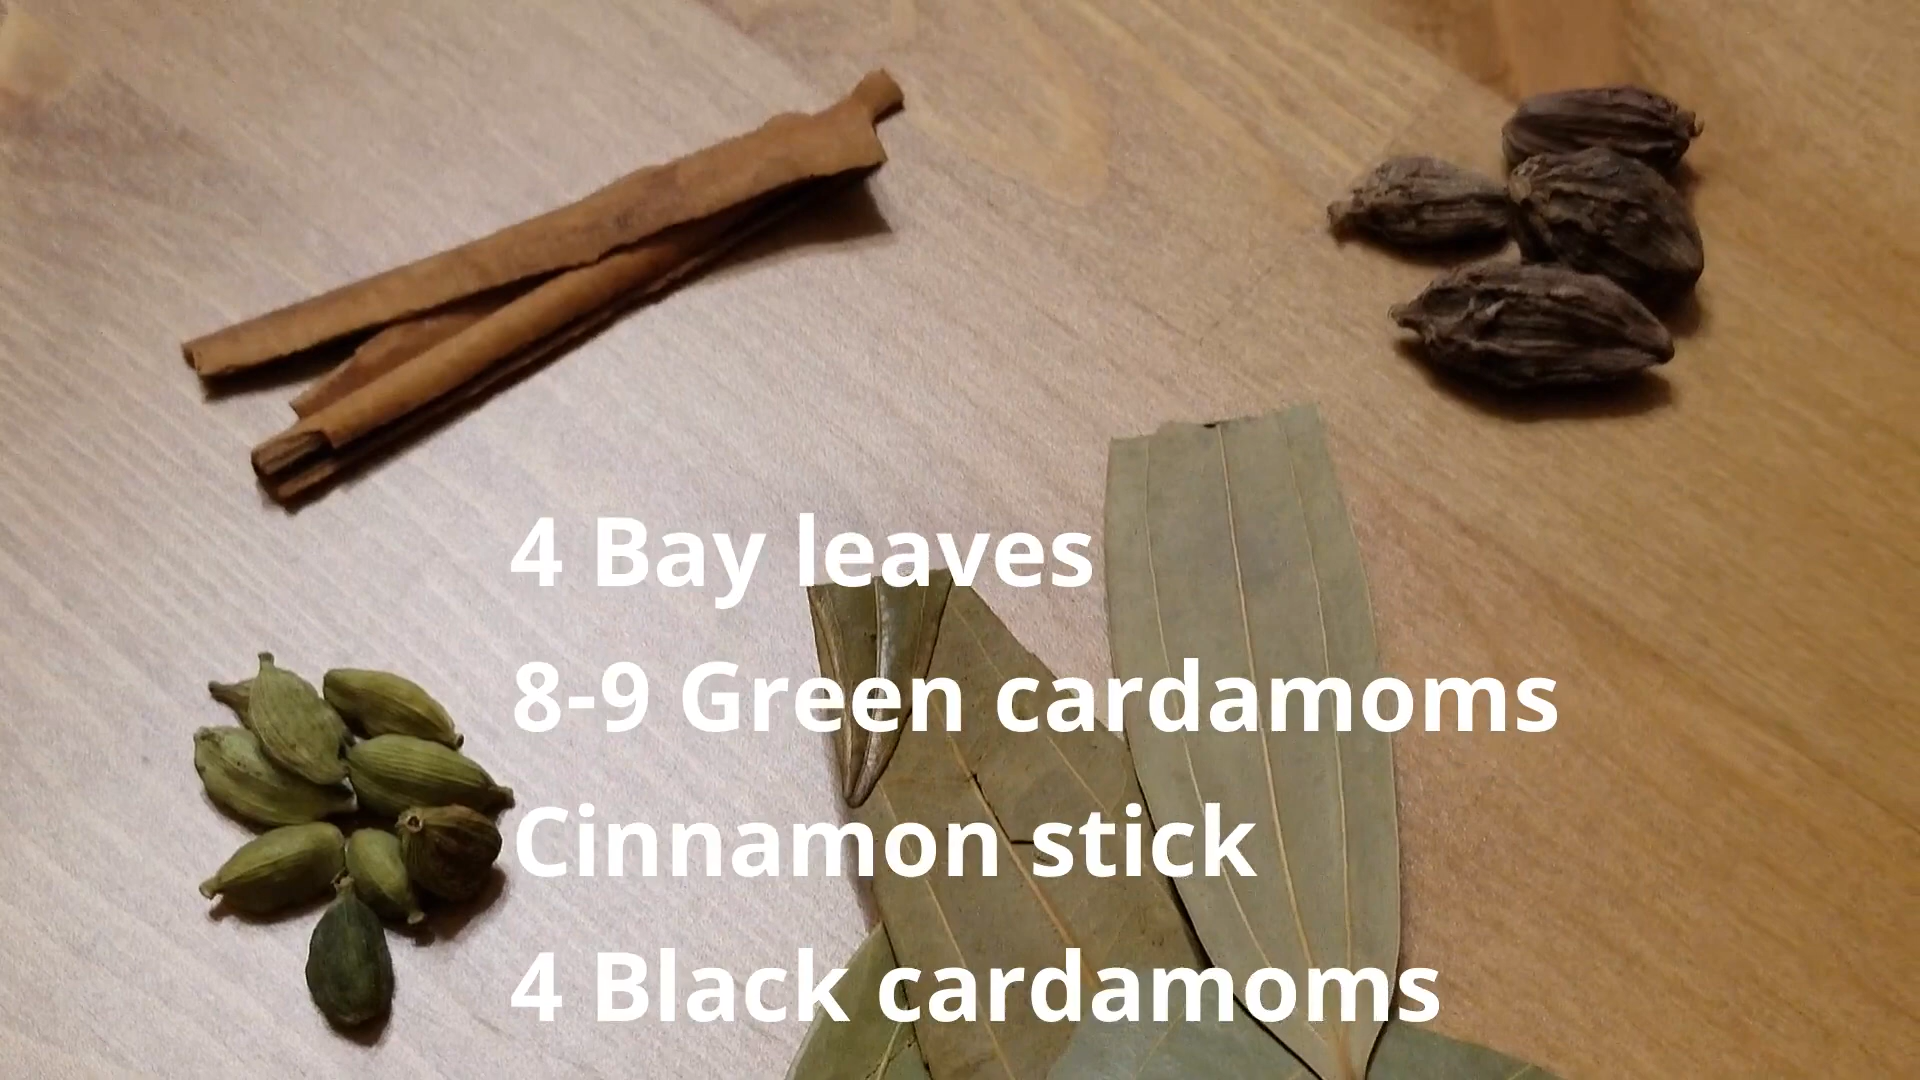 4 Bay leaves
8-9 Green cardamoms
Cinnamon stick
4 Black cardamoms